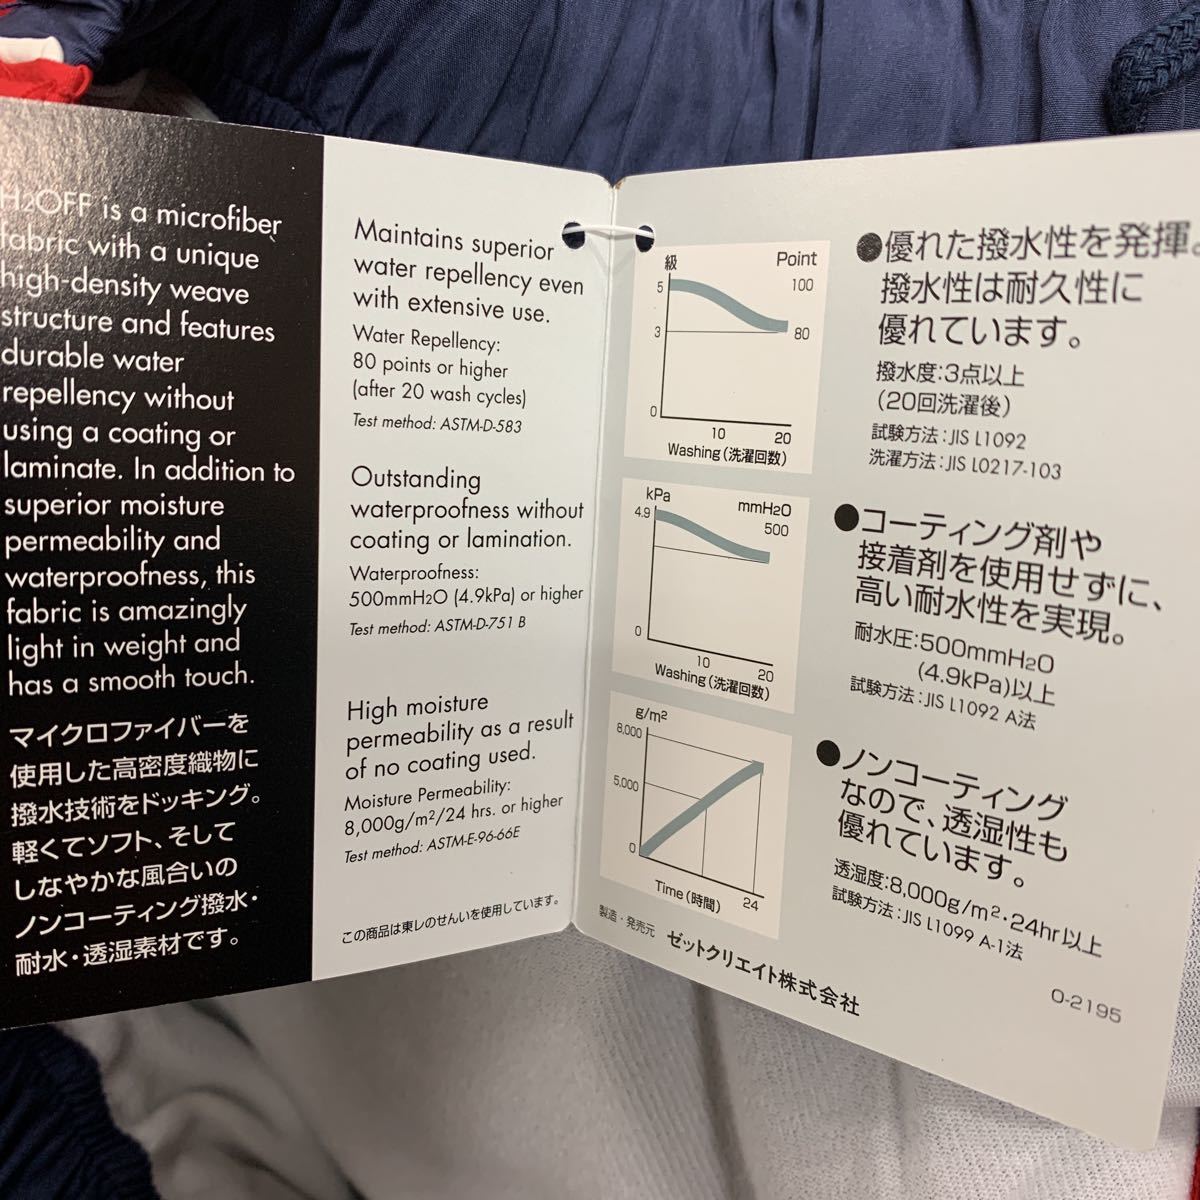 H2OFF is a microfiber
fabric with a unique
high-density weave
structure and features
durable water
repellency without
using a coating or
laminate. In addition to
superior moisture
permeability and
waterproofness, this
fabric is amazingly
light in weight and
has a smooth touch.
マイクロファイバーを
使用した高密度織物に
撥水技術をドッキング。
軽くてソフト、そして
しなやかな風合いの
ノンコーティング撥水・
耐水・透湿素材です。
Maintains superior
water repellency even
with extensive use.
Water Repellency:
80 points or higher
(after 20 wash cycles)
Test method: ASTM-D-583
Outstanding
waterproofness without
coating or lamination.
Waterproofness:
500mmH2O (4.9kPa) or higher
Test method: ASTM-D-751 B
High moisture
permeability as a result
of no coating used.
Moisture Permeability:
8,000g/m²/24 hrs. or higher
Test method: ASTM-E-96-66E
この商品は東レのせんいを使用しています。
級 Point
5 100
3 80
0
10 20
Washing(洗濯回数)
kPa mmH2O
4.9 500
0
10 20
Washing(洗濯回数)
g/m²
8,000
5,000
0
Time(時間) 24
●優れた撥水性を発揮。
撥水性は耐久性に
優れています。
撥水度:3点以上
(20回洗濯後)
試験方法:JIS L1092
洗濯方法:JIS L0217-103
●コーティング剤や
接着剤を使用せずに、
高い耐水性を実現。
耐水圧:500mmH2O
(4.9kPa)以上
試験方法:JIS L1092 A法
●ノンコーティング
なので、透湿性も
優れています。
透湿度:8,000g/m²・24hr以上
試験方法:JIS L1099 A-1法
製造・発売元 ゼットクリエイト株式会社
O-2195